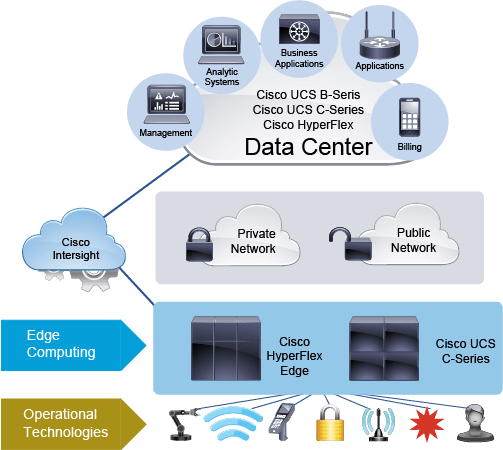 Analytic
Systems
Business
Applications
Applications
Management
Billing
Cisco UCS B-Seris
Cisco UCS C-Series
Cisco HyperFlex
Data Center
Cisco
Intersight
Private
Network
Public
Network
Edge
Computing
Cisco
HyperFlex
Edge
Cisco UCS
C-Series
Operational
Technologies